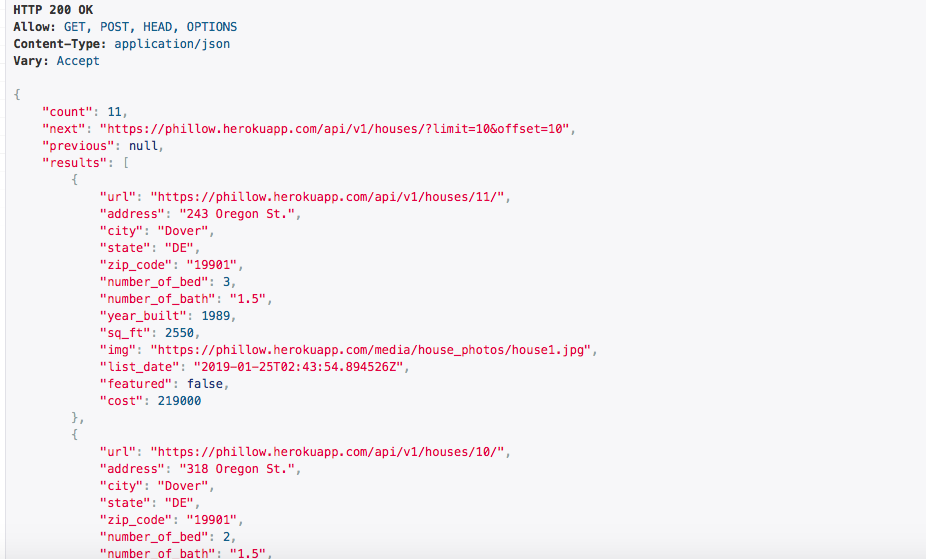 HTTP 200 OK
Allow: GET, POST, HEAD, OPTIONS
Content-Type: application/json
Vary: Accept
{
"count": 11,
"next": "https://phillow.herokuapp.com/api/v1/houses/?limit=10&offset=10",
"previous": null,
"results": [
{
"url": "https://phillow.herokuapp.com/api/v1/houses/11/",
"address": "243 Oregon St.",
"city": "Dover",
"state": "DE",
"zip_code": "19901",
"number_of_bed": 3,
"number_of_bath": "1.5",
"year_built": 1989,
"sq_ft": 2550,
"img": "https://phillow.herokuapp.com/media/house_photos/house1.jpg",
"list_date": "2019-01-25T02:43:54.894526Z",
"featured": false,
"cost": 219000
},
{
"url": "https://phillow.herokuapp.com/api/v1/houses/10/",
"address": "318 Oregon St.",
"city": "Dover",
"state": "DE",
"zip_code": "19901",
"number_of_bed": 2,
"number_of_bath": "1.5",